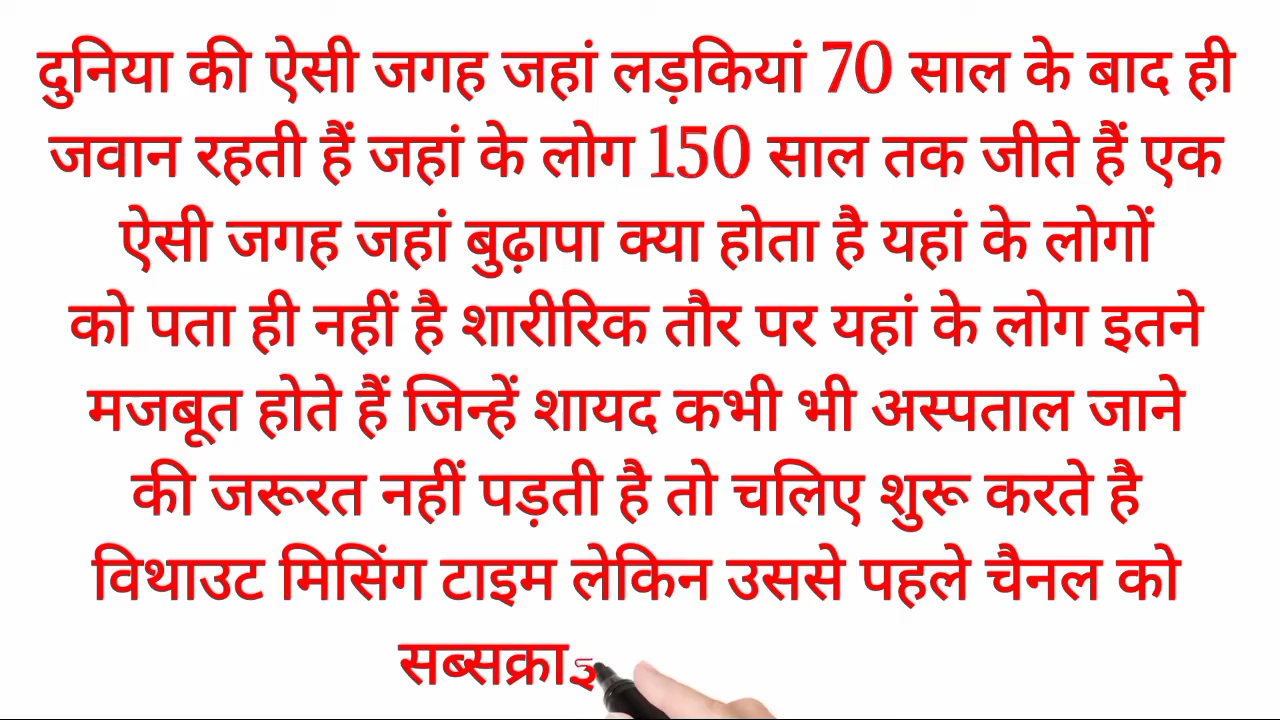 दुनिया की ऐसी जगह जहां लड़कियां 70 साल के बाद ही
जवान रहती हैं जहां के लोग 150 साल तक जीते हैं एक
ऐसी जगह जहां बुढ़ापा क्या होता है यहां के लोगों
को पता ही नहीं है शारीरिक तौर पर यहां के लोग इतने
मजबूत होते हैं जिन्हें शायद कभी भी अस्पताल जाने
की जरूरत नहीं पड़ती है तो चलिए शुरू करते है
विथाउट मिसिंग टाइम लेकिन उससे पहले चैनल को
सब्सक्राइ